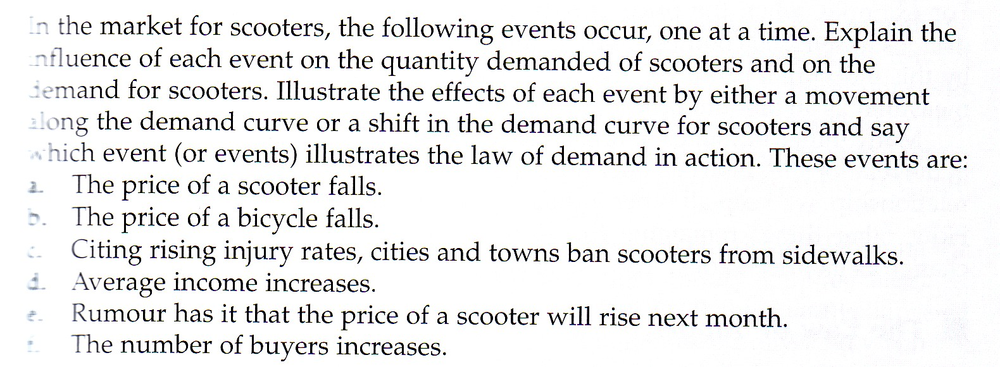 In the market for scooters, the following events occur, one at a time. Explain the
influence of each event on the quantity demanded of scooters and on the
demand for scooters. Illustrate the effects of each event by either a movement
along the demand curve or a shift in the demand curve for scooters and say
which event (or events) illustrates the law of demand in action. These events are:
a. The price of a scooter falls.
b. The price of a bicycle falls.
c. Citing rising injury rates, cities and towns ban scooters from sidewalks.
d. Average income increases.
e. Rumour has it that the price of a scooter will rise next month.
f. The number of buyers increases.